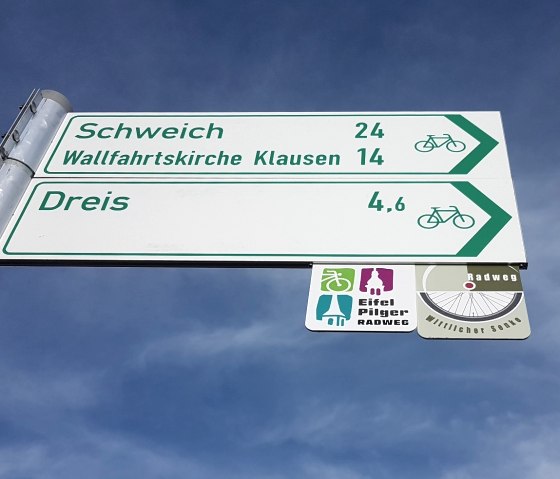 Schweich 24
Wallfahrtskirche Klausen 14
Dreis 4,6
Eifel
Pilger
RADWEG
Radweg
Wittlicher Senke